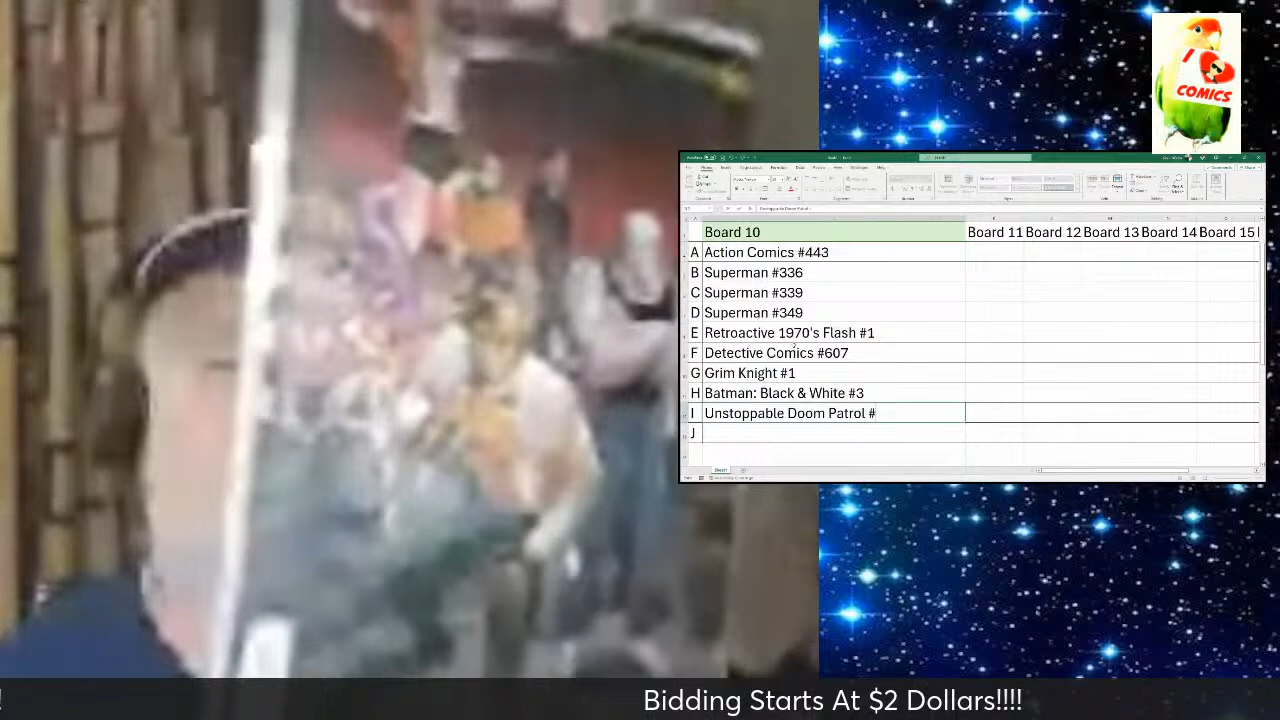 I
COMICS
Board 10
Board 11 Board 12 Board 13 Board 14 Board 15
A Action Comics #443
B Superman #336
C Superman #339
D Superman #349
E Retroactive 1970's Flash #1
F Detective Comics #607
G Grim Knight #1
H Batman: Black & White #3
I Unstoppable Doom Patrol #
J
! Bidding Starts At $2 Dollars!!!!